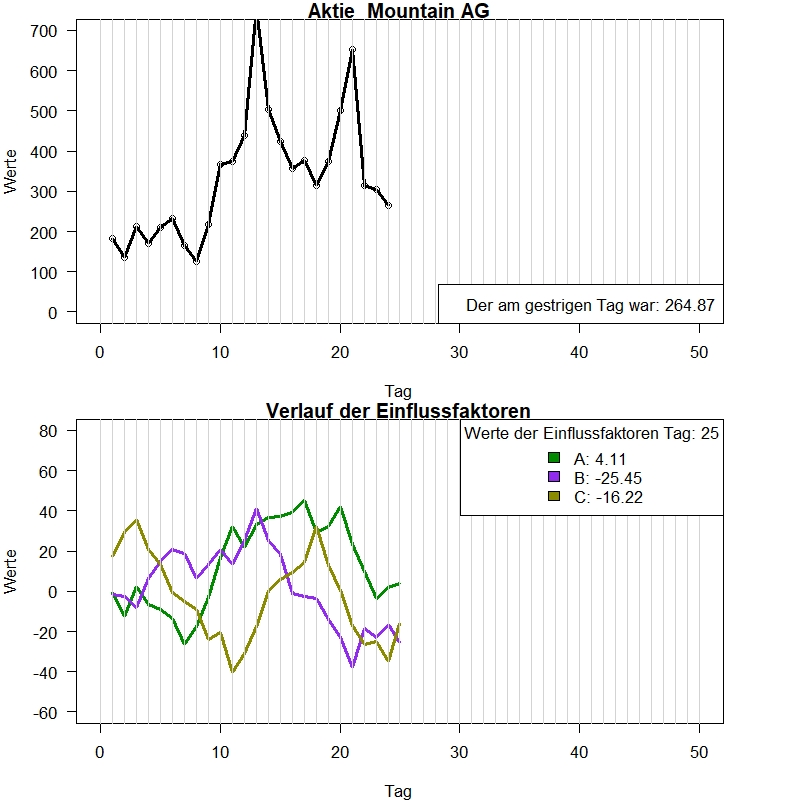 Aktie  Mountain AG
Werte
700
600
500
400
300
200
100
0
Der am gestrigen Tag war: 264.87
0 10 20 30 40 50
Tag
Verlauf der Einflussfaktoren
Werte
80
60
40
20
0
-20
-40
-60
Werte der Einflussfaktoren Tag: 25
A: 4.11
B: -25.45
C: -16.22
0 10 20 30 40 50
Tag